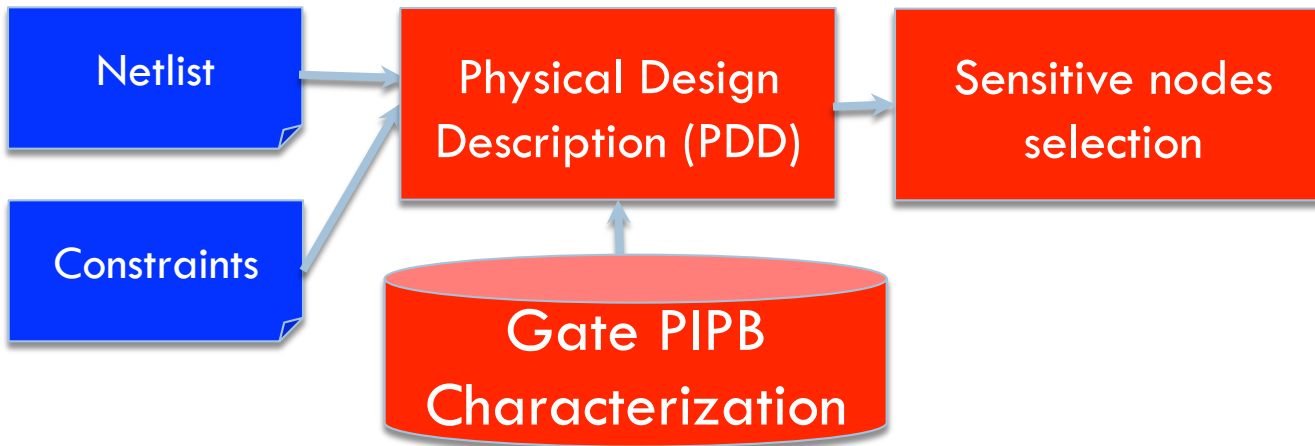 Netlist
Constraints
Physical Design
Description (PDD)
Sensitive nodes
selection
Gate PIPB
Characterization